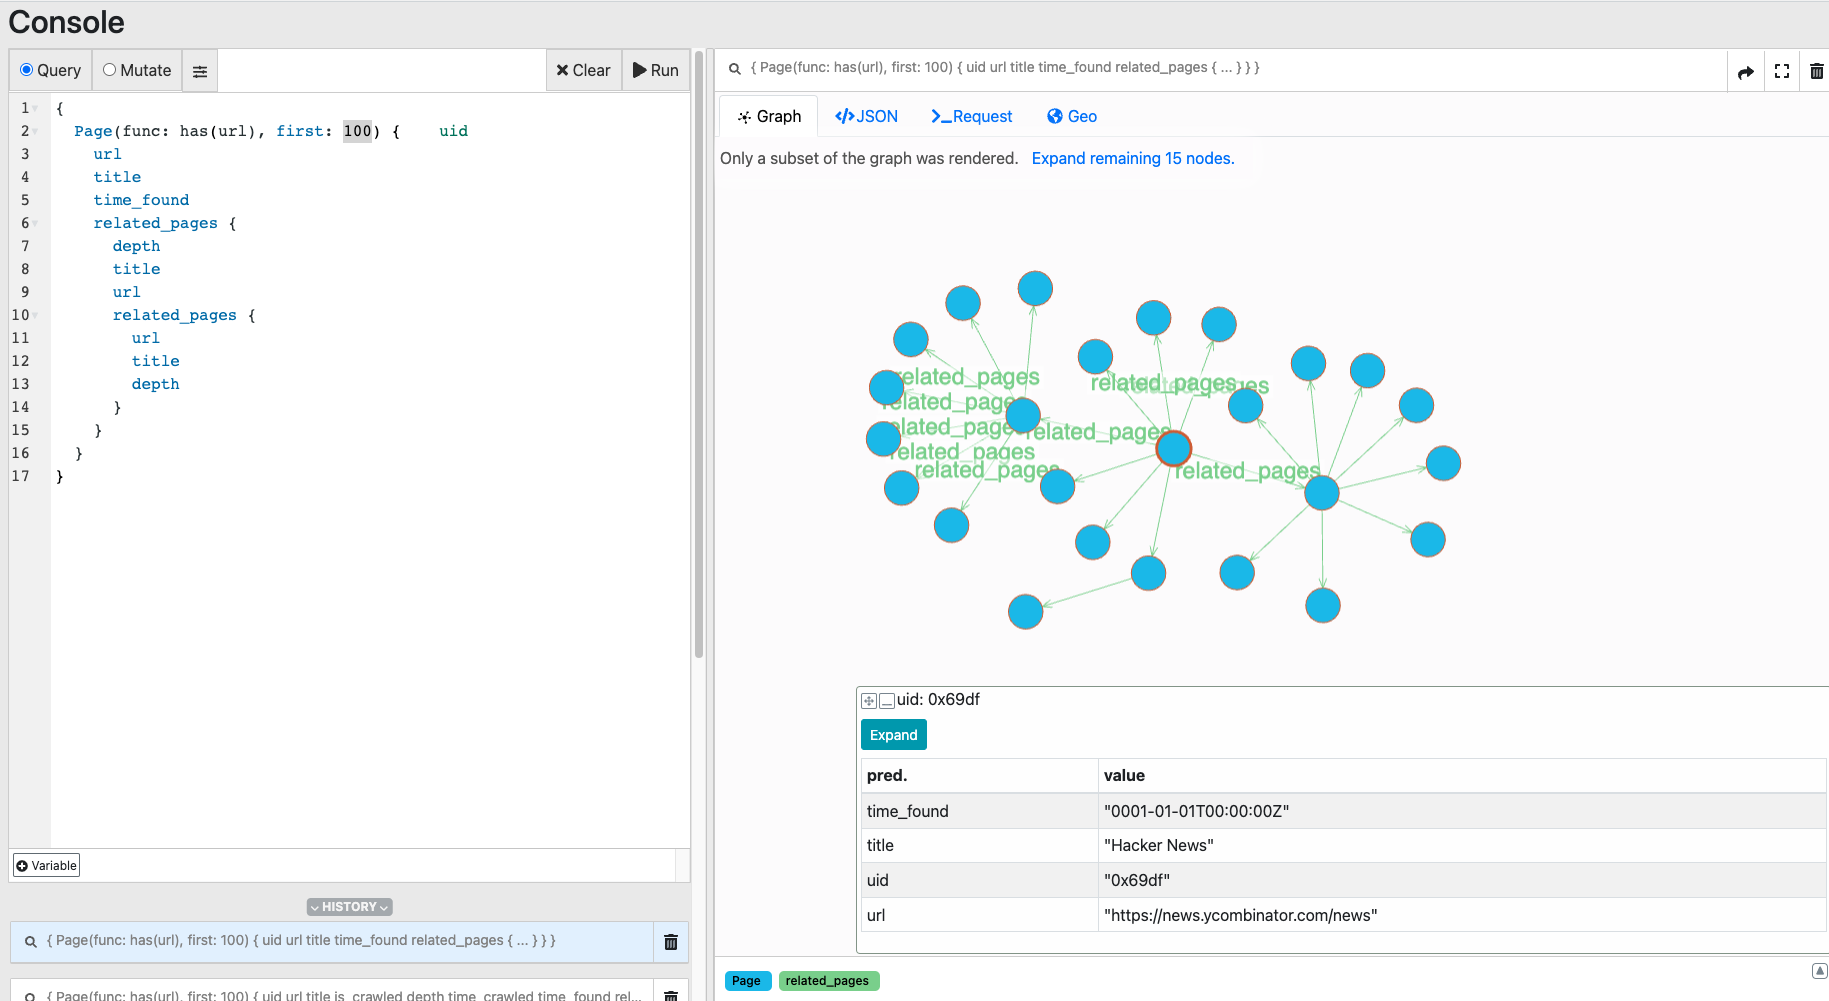 Console
Query
Mutate
Clear
Run
1 {
2 Page(func: has(url), first: 100) { uid
3 url
4 title
5 time_found
6 related_pages {
7 depth
8 title
9 url
10 related_pages {
11 url
12 title
13 depth
14 }
15 }
16 }
17 }
Variable
HISTORY
{ Page(func: has(url), first: 100) { uid url title time_found related_pages { ... } } }
{ Page(func: has(url), first: 100) { uid url title is_crawled depth time_crawled time_found rel...
{ Page(func: has(url), first: 100) { uid url title time_found related_pages { ... } } }
Graph
JSON
Request
Geo
Only a subset of the graph was rendered. Expand remaining 15 nodes.
related_pages
related_pages
related_pages
related_pages
related_pages
related_pages
related_pages
related_pages
related_pages
uid: 0x69df
Expand
pred. value
time_found "0001-01-01T00:00:00Z"
title "Hacker News"
uid "0x69df"
url "https://news.ycombinator.com/news"
Page
related_pages